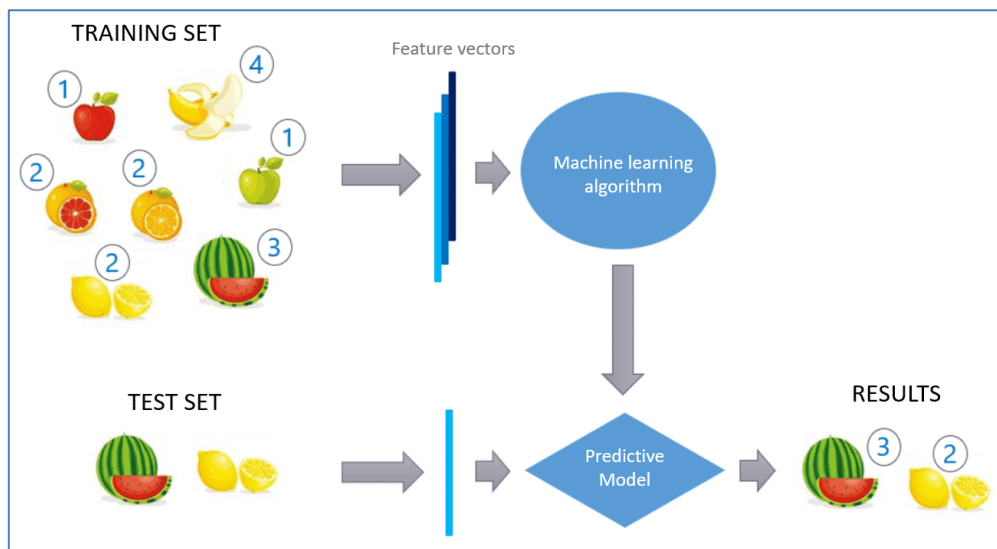 TRAINING SET
Feature vectors
4
1
1
2
2
3
2
Machine learning
algorithm
TEST SET
RESULTS
Predictive
Model
3
2